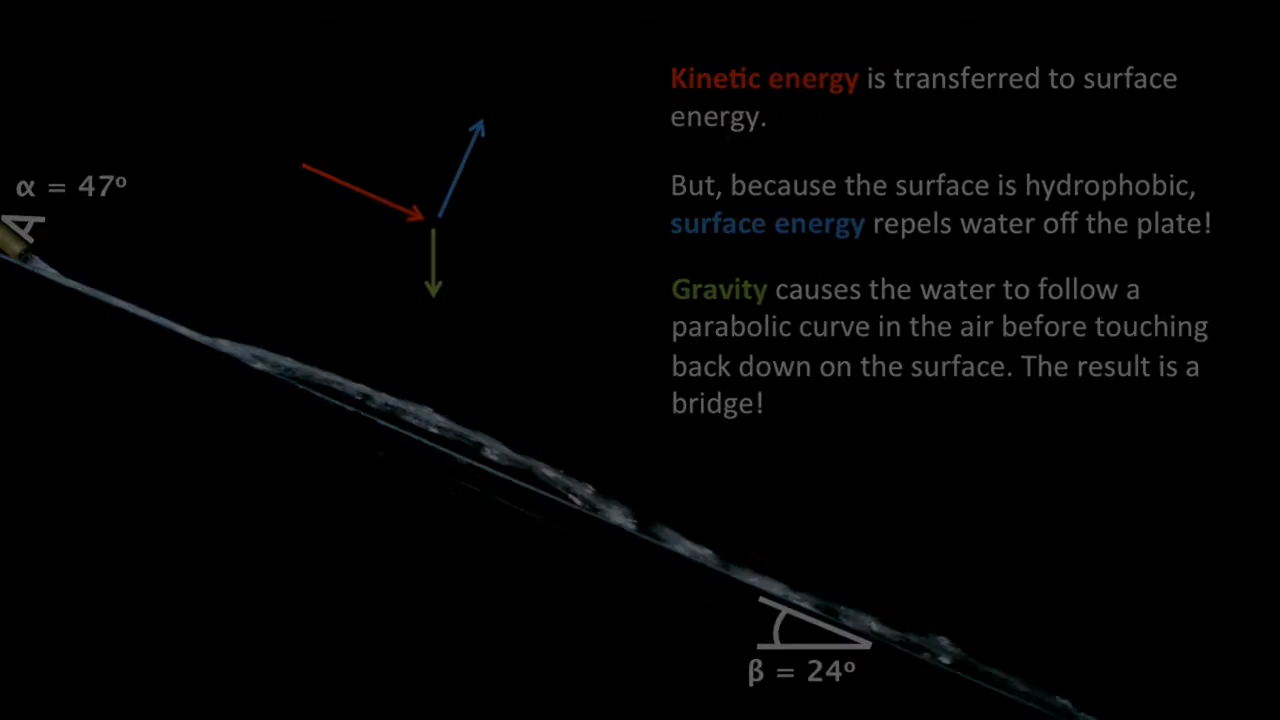 Kinetic energy is transferred to surface
energy.
α = 47º
But, because the surface is hydrophobic,
surface energy repels water off the plate!
Gravity causes the water to follow a
parabolic curve in the air before touching
back down on the surface. The result is a
bridge!
β = 24º